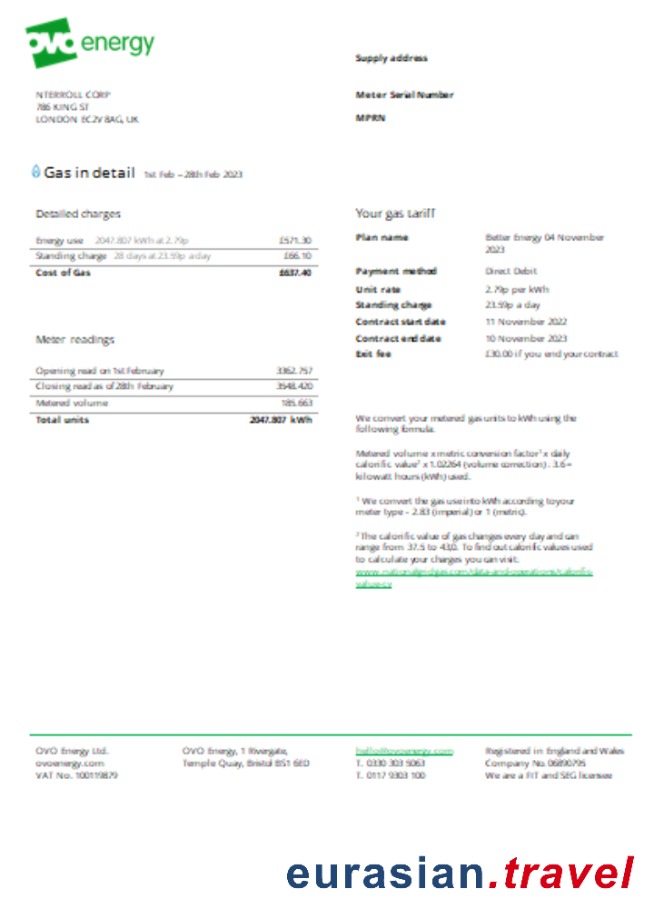 ovo energy
Supply address
NTERROLL CORP
786 KING ST
LONDON EC2V 8AG, UK
Meter Serial Number
MPRN
Gas in detail 1st Feb – 28th Feb 2023
Detailed charges
Energy use 2047.807 kWh at 2.79p £571.30
Standing charge 28 days at 23.59p a day £66.10
Cost of Gas £637.40
Meter readings
Opening read on 1st February 3362.757
Closing read as of 28th February 3548.420
Metered volume 185.663
Total units 2047.807 kWh
Your gas tariff
Plan name Better Energy 04 November
2023
Payment method Direct Debit
Unit rate 2.79p per kWh
Standing charge 23.59p a day
Contract start date 11 November 2022
Contract end date 10 November 2023
Exit fee £30.00 if you end your contract
We convert your metered gas units to kWh using the
following formula.
Metered volume x metric conversion factor¹ x daily
calorific value² x 1.02264 (volume correction) . 3.6 =
kilowatt hours (kWh) used.
¹ We convert the gas use into kWh according to your
meter type – 2.83 (imperial) or 1 (metric).
² The calorific value of gas changes every day and can
range from 37.5 to 43.0. To find out calorific values used
to calculate your charges you can visit.
www.nationalgridgas.com/data-and-operations/calorific-
value-cv
OVO Energy Ltd.
ovoenergy.com
VAT No. 100119879
OVO Energy, 1 Rivergate,
Temple Quay, Bristol BS1 6ED
hello@ovoenergy.com
T. 0330 303 5063
T. 0117 9303 100
Registered in England and Wales
Company No. 06890795
We are a FIT and SEG licensee
eurasian.travel